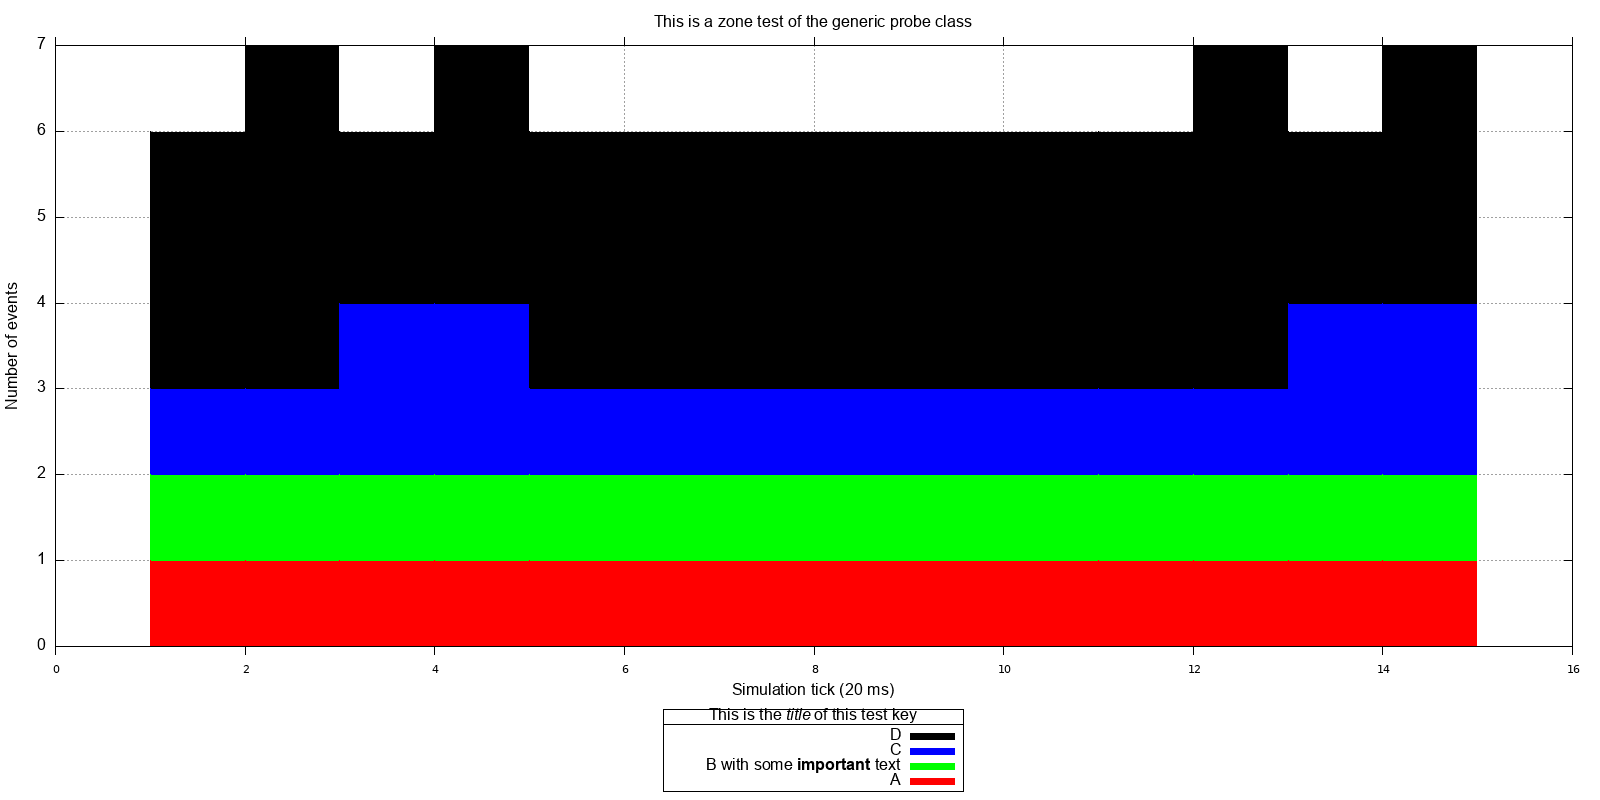 This is a zone test of the generic probe class
7
6
5
4
3
2
1
0
Number of events
0 2 4 6 8 10 12 14 16
Simulation tick (20 ms)
This is the title of this test key
D
C
B with some important text
A